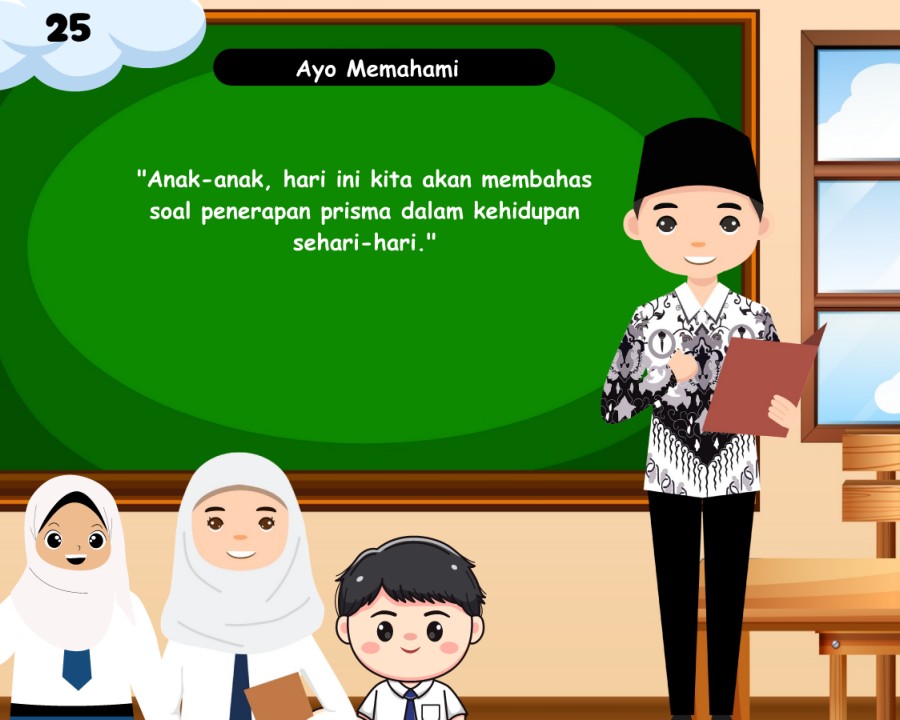 25
Ayo Memahami
"Anak-anak, hari ini kita akan membahas
soal penerapan prisma dalam kehidupan
sehari-hari."